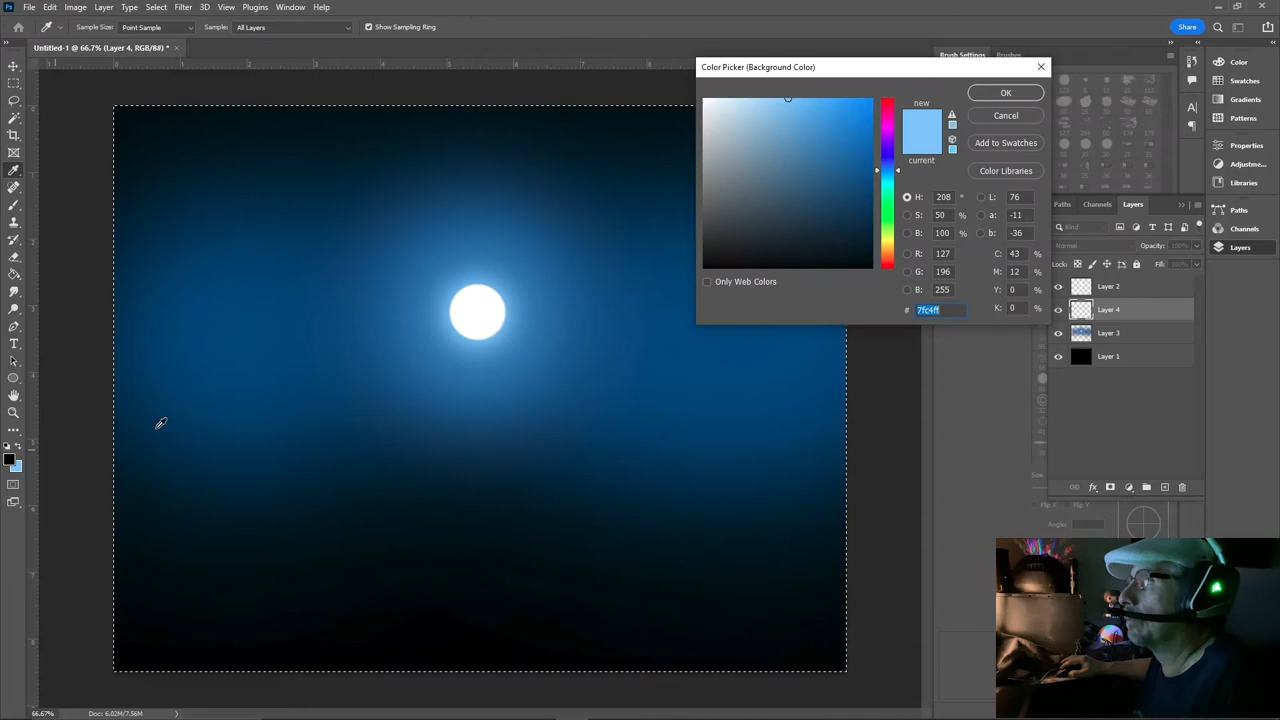 Ps File Edit Image Layer Type Select Filter 3D View Plugins Window Help
Sample Size: Point Sample Sample: All Layers Show Sampling Ring Share
Untitled-1 @ 66.7% (Layer 4, RGB/8#) * ×
Brush Settings Brushes
Color Picker (Background Color)
new
current
OK
Cancel
Add to Swatches
Color Libraries
H: 208 °
S: 50 %
B: 100 %
R: 127
G: 196
B: 255
# 7fc4ff
L: 76
a: -11
b: -36
C: 43 %
M: 12 %
Y: 0 %
K: 0 %
Only Web Colors
Color
Swatches
Gradients
Patterns
Properties
Adjustme...
Libraries
Paths
Channels
Layers
Paths Channels Layers
Kind
Normal Opacity: 100%
Lock: Fill: 100%
Layer 2
Layer 4
Layer 3
Layer 1
Size
Flip X Flip Y
Angle:
66.67% Doc: 6.02M/7.56M